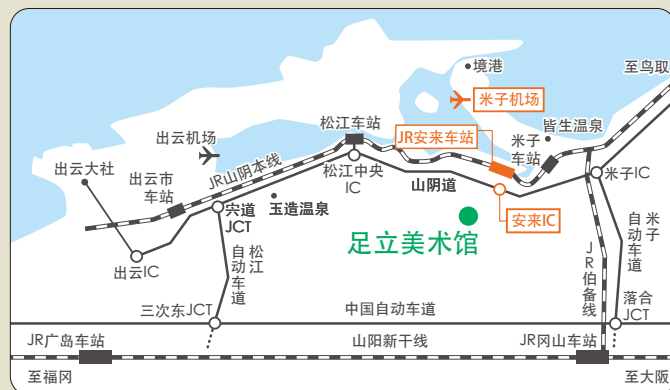 境港
至鸟取
米子机场
松江车站
皆生温泉
出云机场
JR安来车站
米子
车站
出云大社
JR山阴本线
出云市
车站
松江中央
IC
山阴道
米子IC
玉造温泉
宍道
JCT
安来IC
足立美术馆
松江
自动车道
JR伯备线
米子
自动车道
出云IC
三次东JCT
中国自动车道
落合
JCT
JR广岛车站
山阳新干线
JR冈山车站
至福冈
至大阪